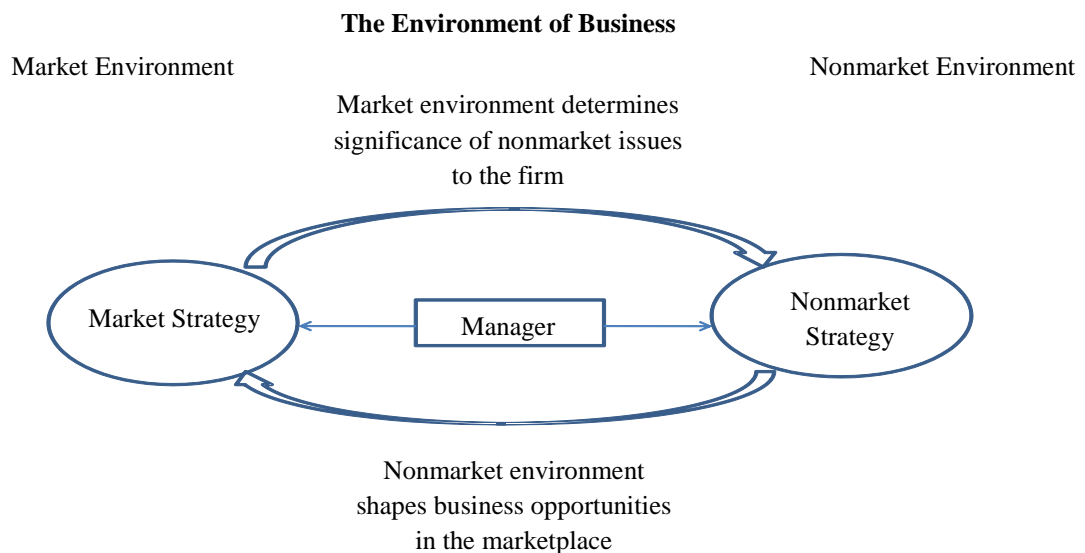 The Environment of Business
Market Environment
Nonmarket Environment
Market environment determines
significance of nonmarket issues
to the firm
Market Strategy
Manager
Nonmarket
Strategy
Nonmarket environment
shapes business opportunities
in the marketplace